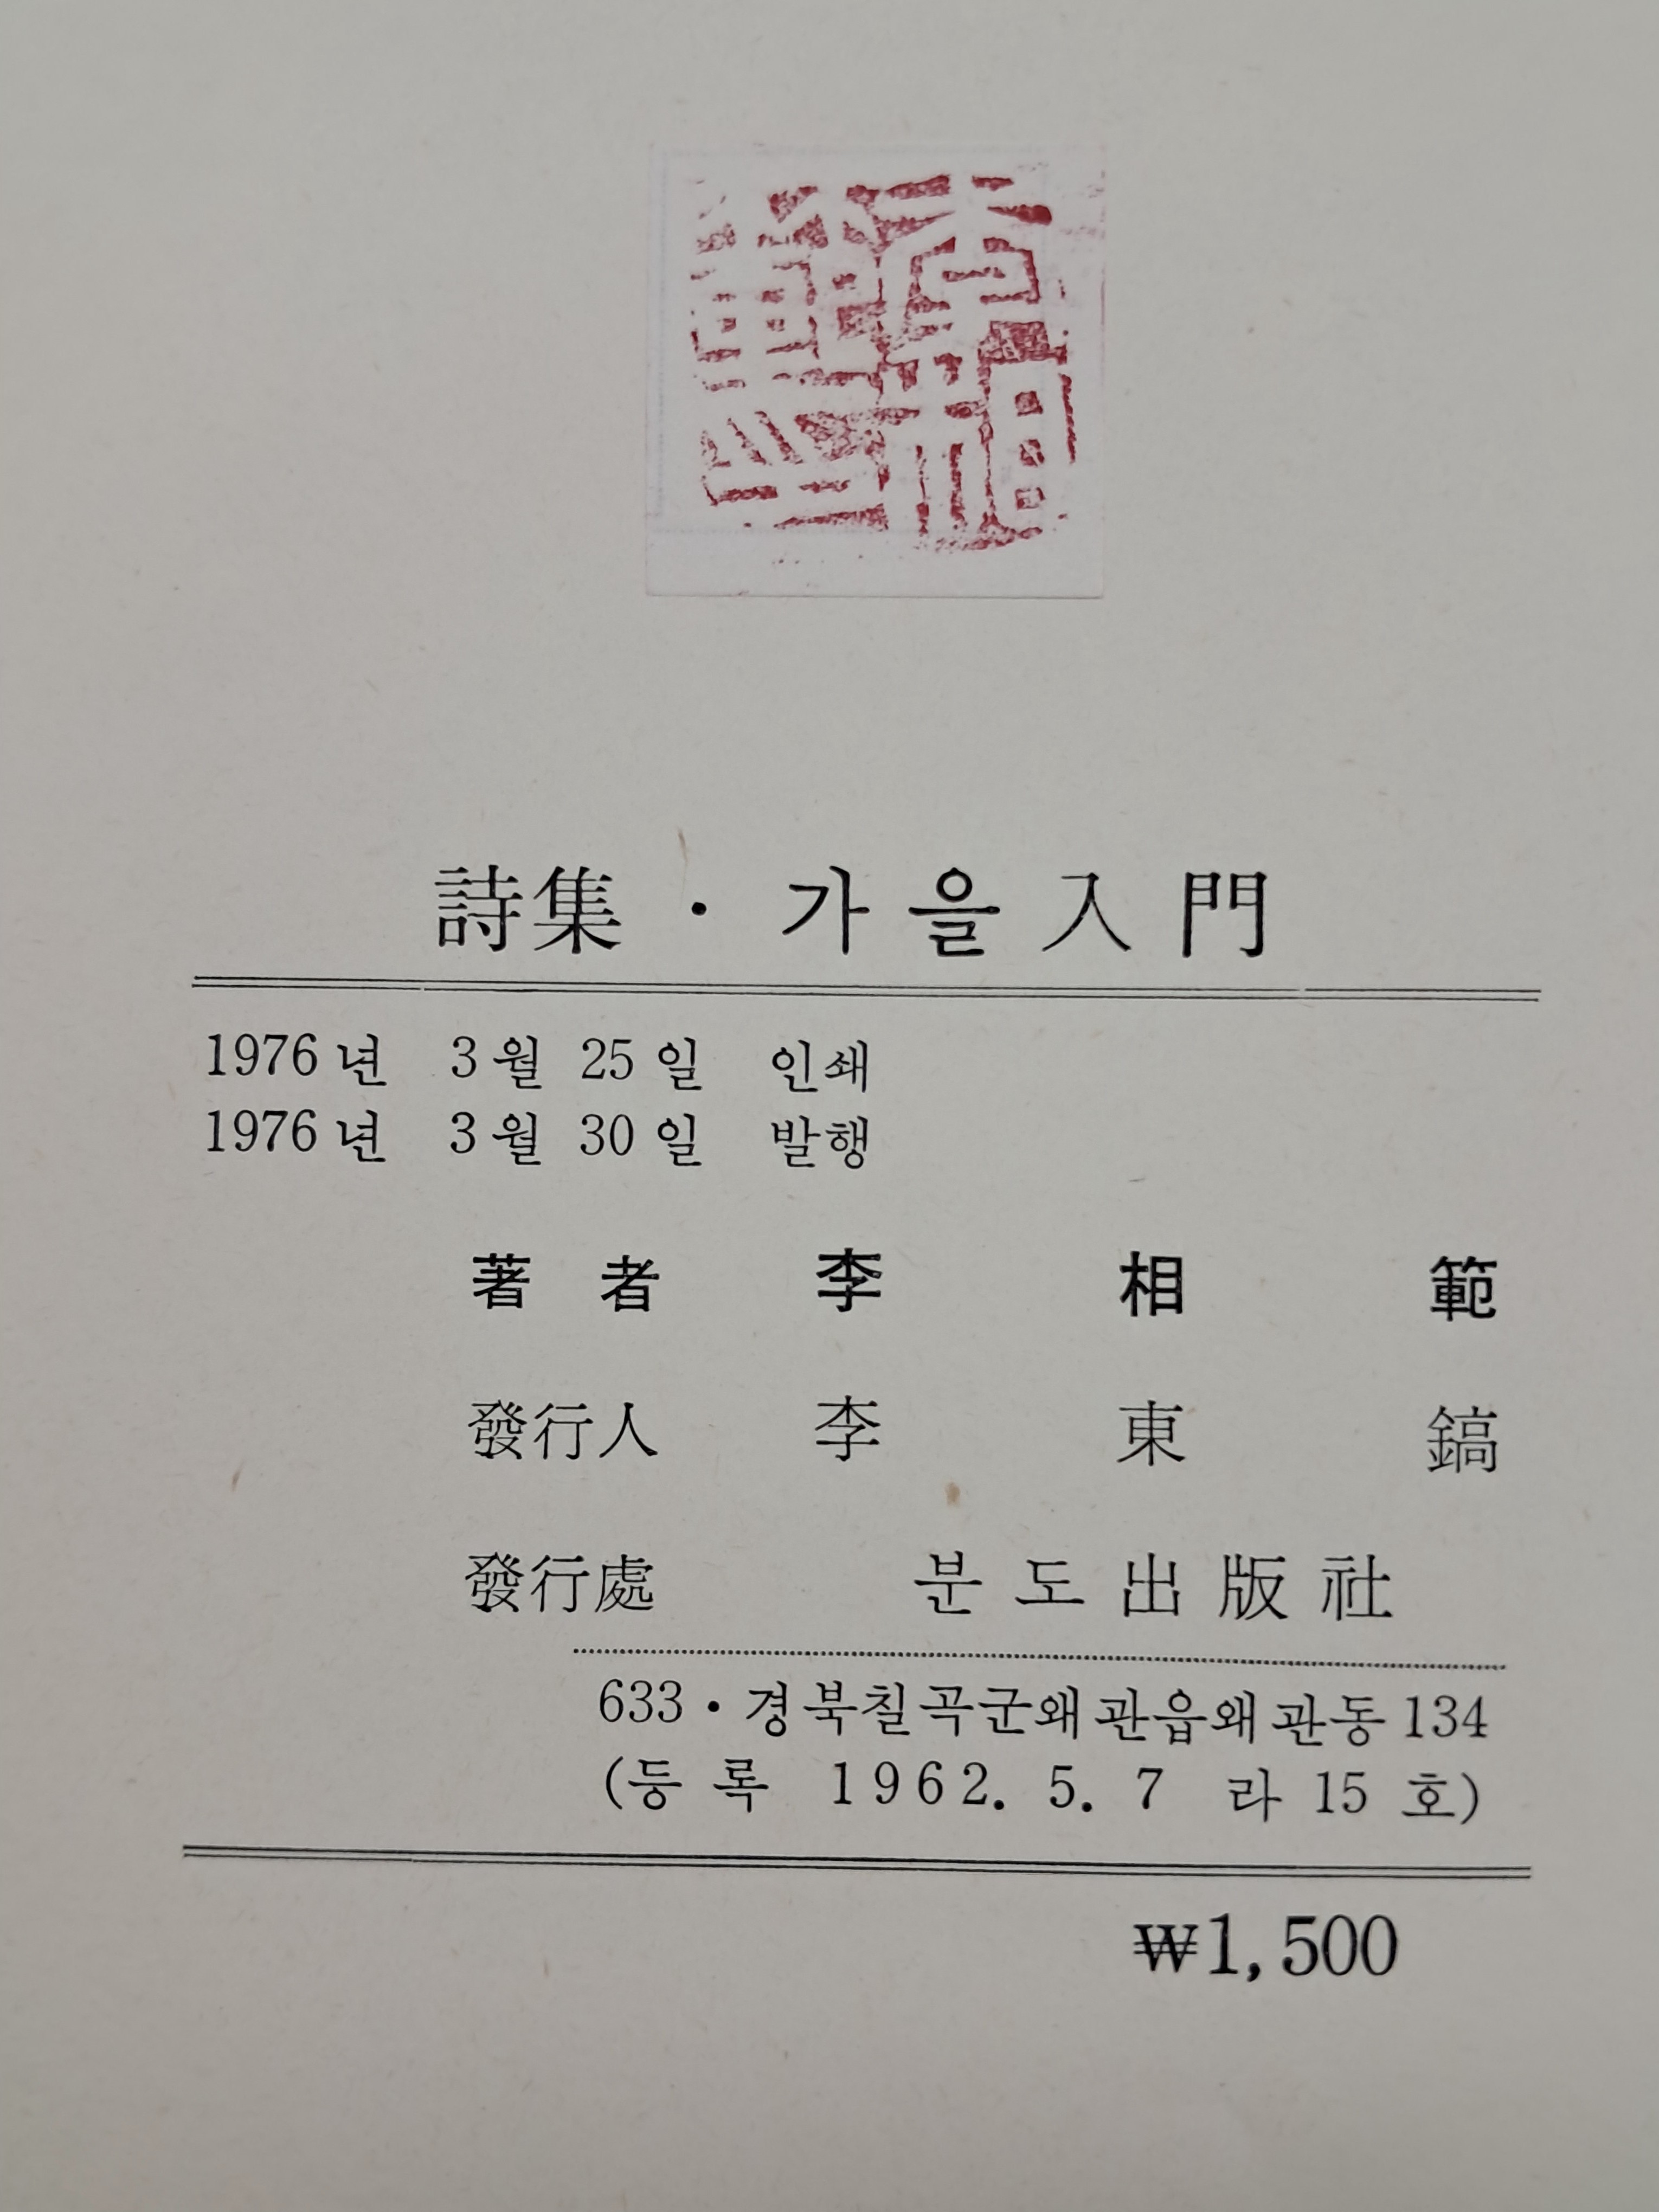 詩集・가을入門
1976년 3월 25일 인쇄
1976년 3월 30일 발행
著者 李相範
發行人 李東鎬
發行處 분도出版社
633・경북칠곡군왜관읍왜관동134
(등록 1962. 5. 7 라 15 호)
₩1,500